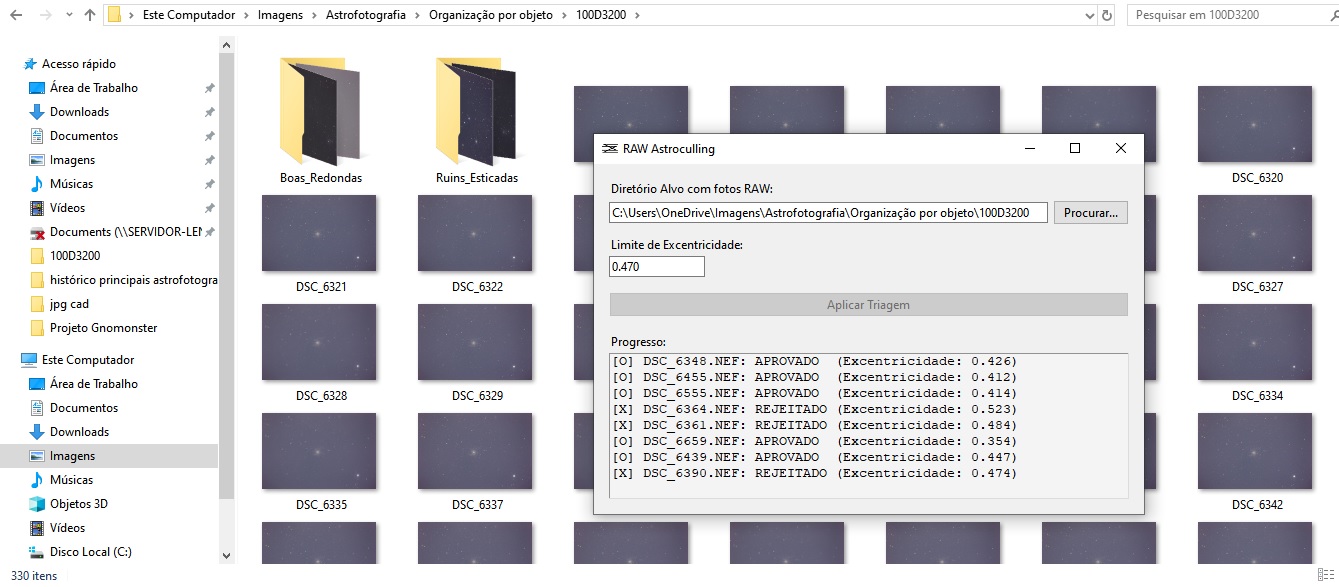 Este Computador > Imagens > Astrofotografia > Organização por objeto > 100D3200 >
Pesquisar em 100D3200
Acesso rápido
Área de Trabalho
Downloads
Documentos
Imagens
Músicas
Vídeos
Documents (\\SERVIDOR-LEN
100D3200
histórico principais astrofotogra
jpg cad
Projeto Gnomonster
Este Computador
Área de Trabalho
Documentos
Downloads
Imagens
Músicas
Objetos 3D
Vídeos
Disco Local (C:)
330 itens
Boas_Redondas
Ruins_Esticadas
DSC_6320
DSC_6321
DSC_6322
DSC_6327
DSC_6328
DSC_6329
DSC_6334
DSC_6335
DSC_6337
DSC_6342
RAW Astroculling
Diretório Alvo com fotos RAW:
C:\Users\OneDrive\Imagens\Astrofotografia\Organização por objeto\100D3200
Procurar...
Limite de Excentricidade:
0.470
Aplicar Triagem
Progresso:
[O] DSC_6348.NEF: APROVADO (Excentricidade: 0.426)
[O] DSC_6455.NEF: APROVADO (Excentricidade: 0.412)
[O] DSC_6555.NEF: APROVADO (Excentricidade: 0.414)
[X] DSC_6364.NEF: REJEITADO (Excentricidade: 0.523)
[X] DSC_6361.NEF: REJEITADO (Excentricidade: 0.484)
[O] DSC_6659.NEF: APROVADO (Excentricidade: 0.354)
[O] DSC_6439.NEF: APROVADO (Excentricidade: 0.447)
[X] DSC_6390.NEF: REJEITADO (Excentricidade: 0.474)